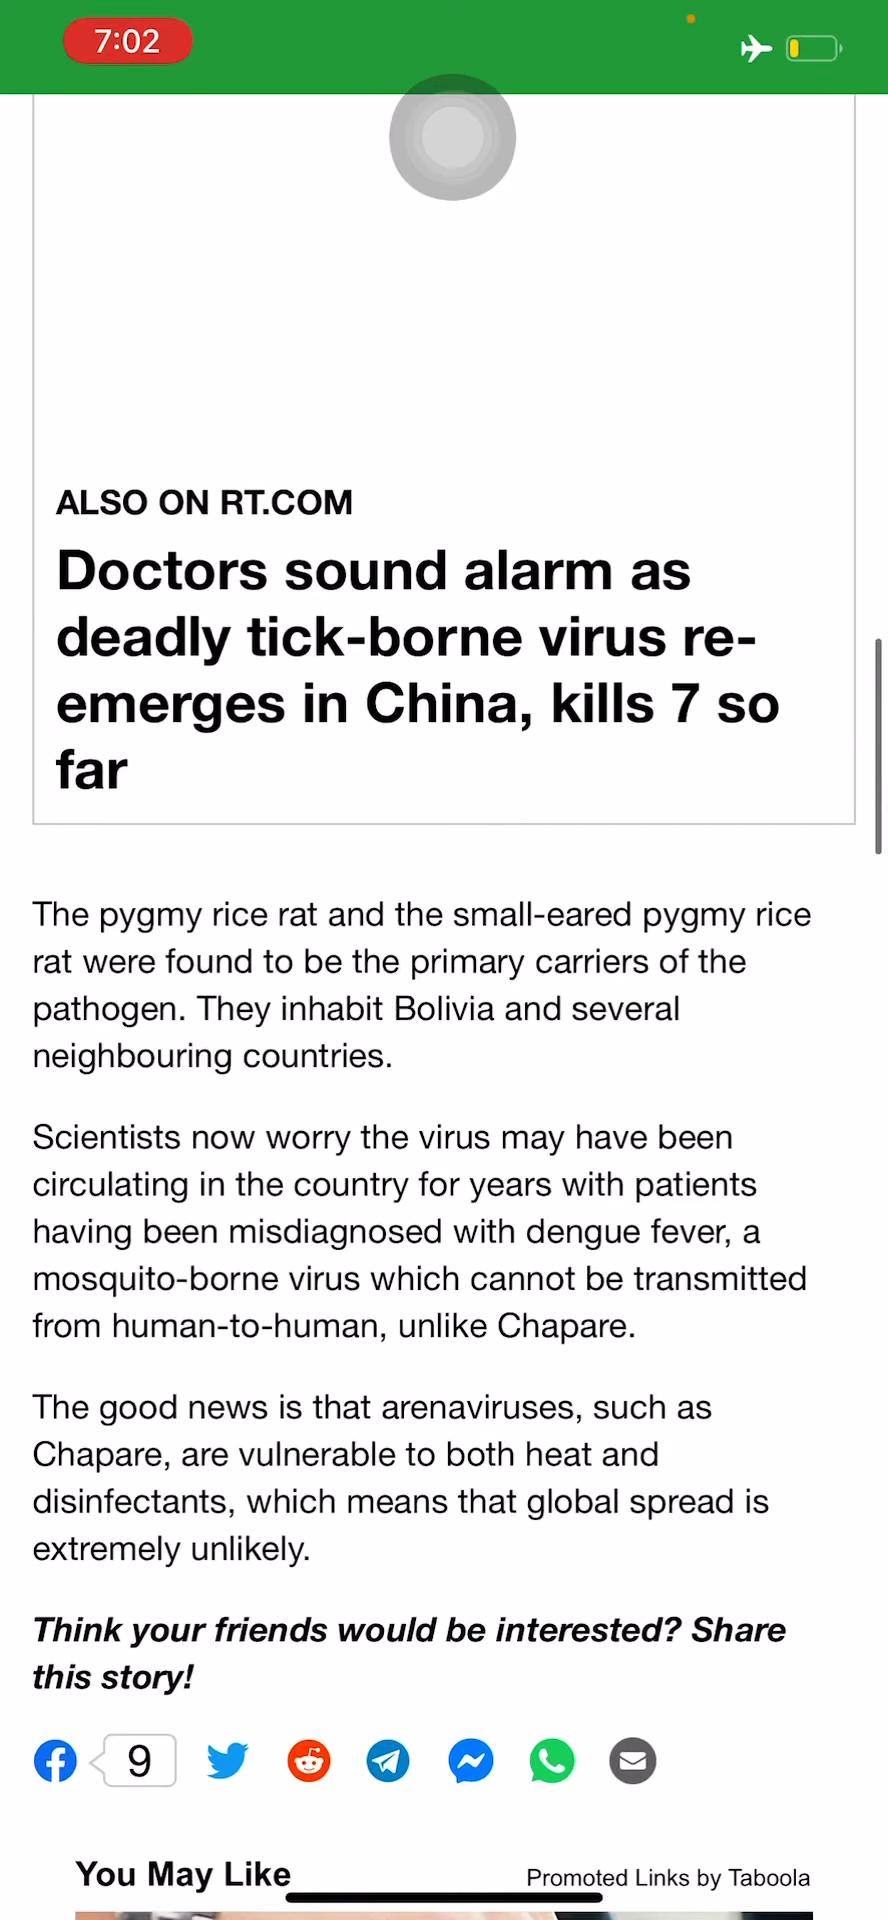 7:02
ALSO ON RT.COM
Doctors sound alarm as
deadly tick-borne virus re-
emerges in China, kills 7 so
far
The pygmy rice rat and the small-eared pygmy rice
rat were found to be the primary carriers of the
pathogen. They inhabit Bolivia and several
neighbouring countries.
Scientists now worry the virus may have been
circulating in the country for years with patients
having been misdiagnosed with dengue fever, a
mosquito-borne virus which cannot be transmitted
from human-to-human, unlike Chapare.
The good news is that arenaviruses, such as
Chapare, are vulnerable to both heat and
disinfectants, which means that global spread is
extremely unlikely.
Think your friends would be interested? Share
this story!
9
You May Like
Promoted Links by Taboola